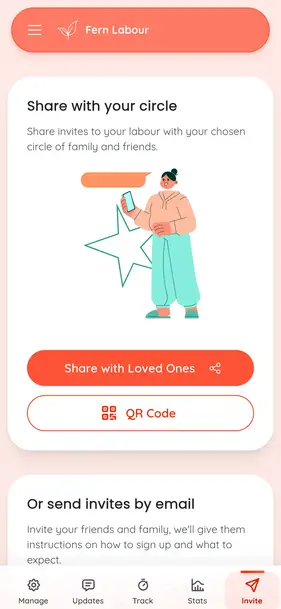 Fern Labour
Share with your circle
Share invites to your labour with your chosen
circle of family and friends.
Share with Loved Ones
QR Code
Or send invites by email
Invite your friends and family, we'll give them
instructions on how to sign up and what to
expect.
Manage
Updates
Track
Stats
Invite